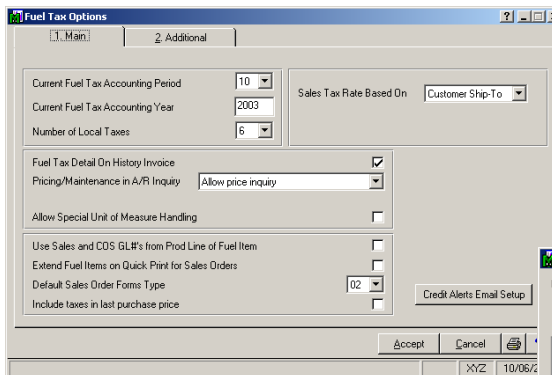 Fuel Tax Options
1. Main
2. Additional
Current Fuel Tax Accounting Period 10
Current Fuel Tax Accounting Year 2003
Number of Local Taxes 6
Sales Tax Rate Based On Customer Ship-To
Fuel Tax Detail On History Invoice
Pricing/Maintenance in A/R Inquiry Allow price inquiry
Allow Special Unit of Measure Handling
Use Sales and COS GL#'s from Prod Line of Fuel Item
Extend Fuel Items on Quick Print for Sales Orders
Default Sales Order Forms Type 02
Include taxes in last purchase price
Credit Alerts Email Setup
Accept Cancel
XYZ 10/06/2